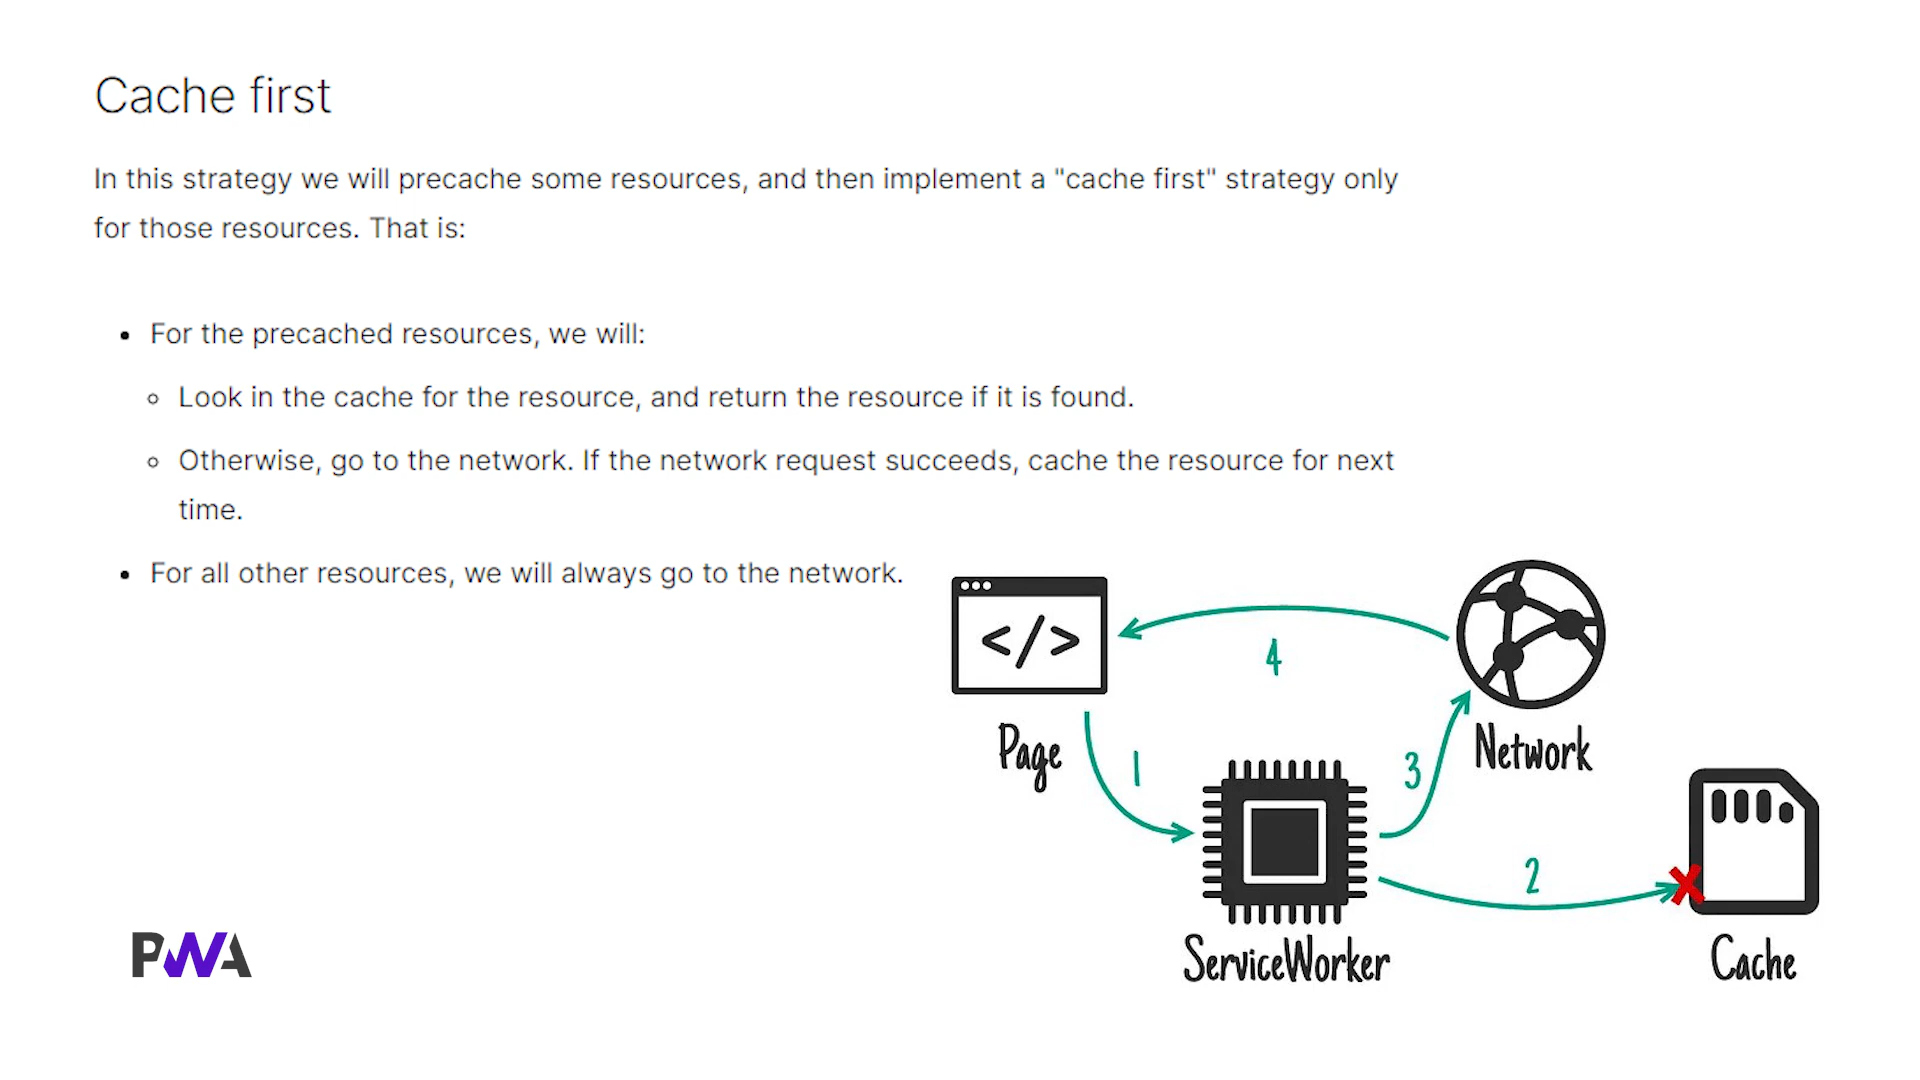 Cache first
In this strategy we will precache some resources, and then implement a "cache first" strategy only
for those resources. That is:
• For the precached resources, we will:
◦ Look in the cache for the resource, and return the resource if it is found.
◦ Otherwise, go to the network. If the network request succeeds, cache the resource for next
time.
• For all other resources, we will always go to the network.
</>
4
Page
1
3
Network
2
ServiceWorker
Cache
PWA